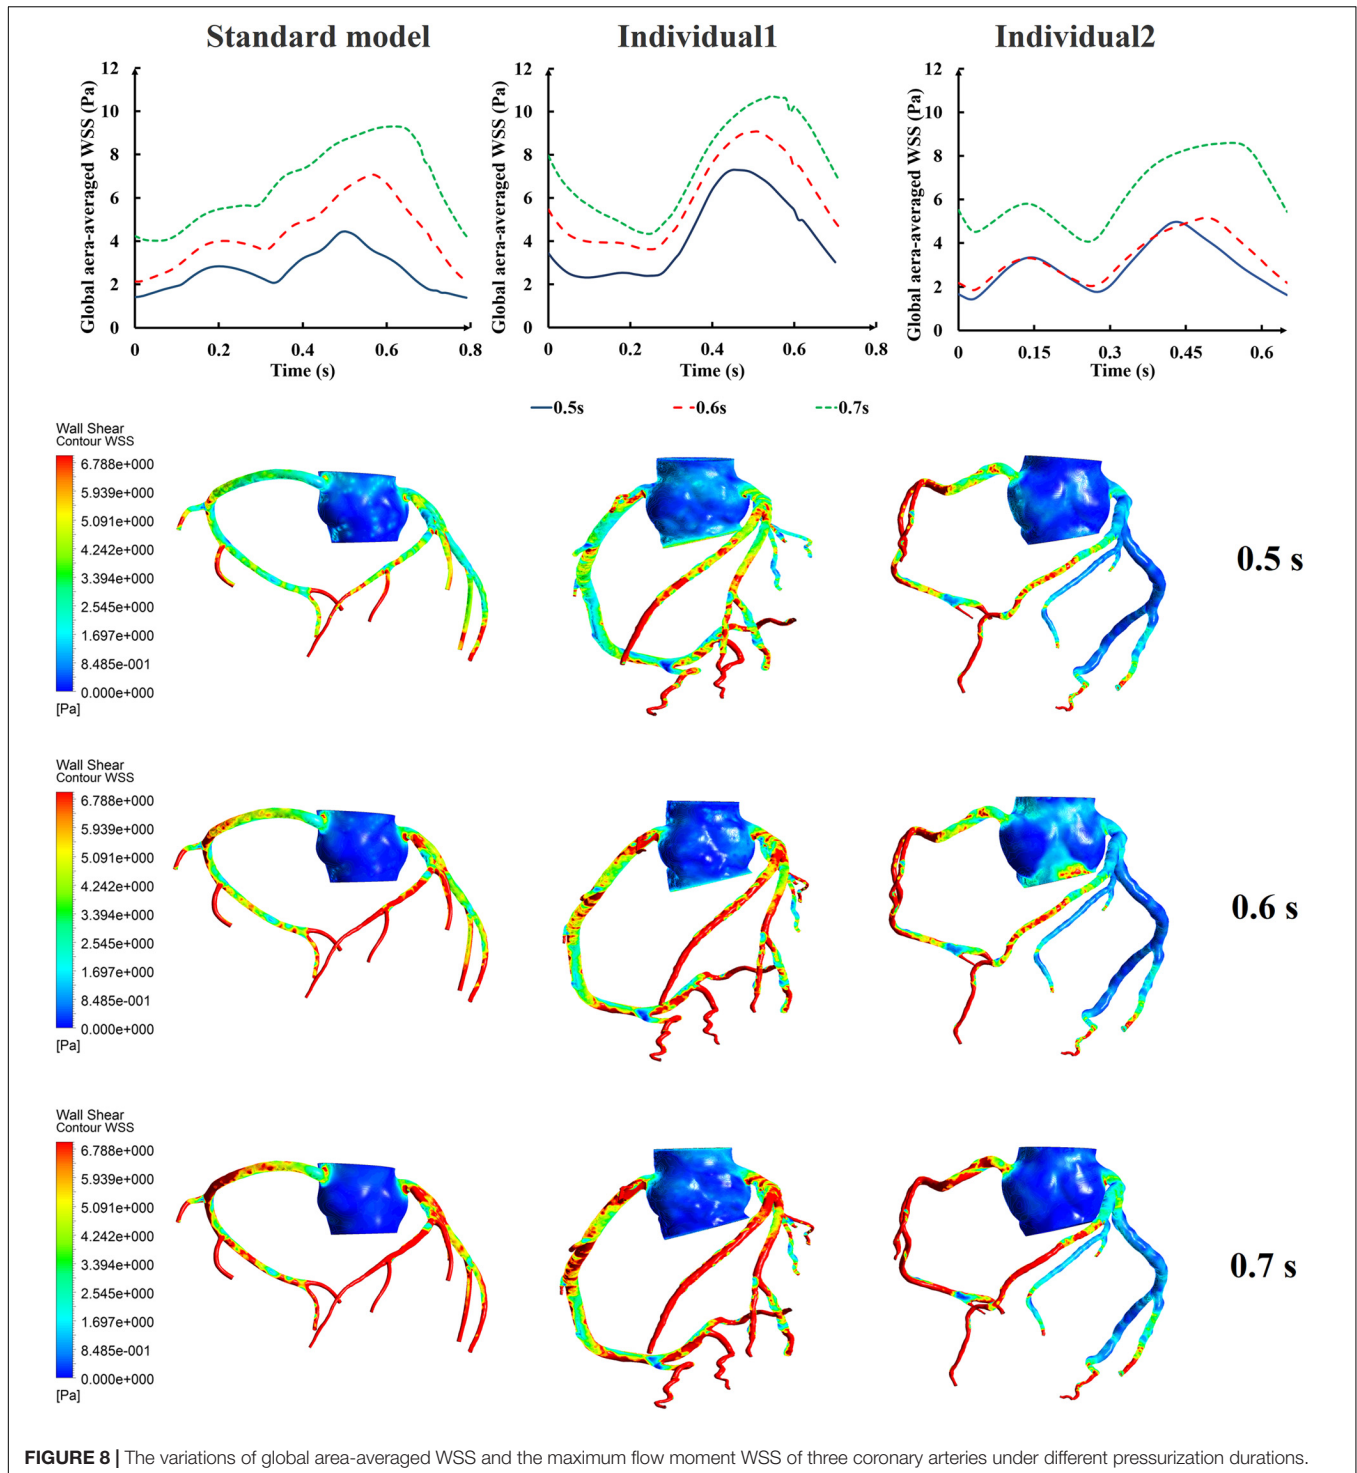 Standard model
Individual1
Individual2
Global aera-averaged WSS (Pa)
12
10
8
6
4
2
0
0 0.2 0.4 0.6 0.8
Time (s)
Global aera-averaged WSS (Pa)
12
10
8
6
4
2
0
0 0.2 0.4 0.6 0.8
Time (s)
Global aera-averaged WSS (Pa)
12
10
8
6
4
2
0
0 0.15 0.3 0.45 0.6
Time (s)
0.5s 0.6s 0.7s
Wall Shear
Contour WSS
6.788e+000
5.939e+000
5.091e+000
4.242e+000
3.394e+000
2.545e+000
1.697e+000
8.485e-001
0.000e+000
[Pa]
0.5 s
Wall Shear
Contour WSS
6.788e+000
5.939e+000
5.091e+000
4.242e+000
3.394e+000
2.545e+000
1.697e+000
8.485e-001
0.000e+000
[Pa]
0.6 s
Wall Shear
Contour WSS
6.788e+000
5.939e+000
5.091e+000
4.242e+000
3.394e+000
2.545e+000
1.697e+000
8.485e-001
0.000e+000
[Pa]
0.7 s
FIGURE 8 | The variations of global area-averaged WSS and the maximum flow moment WSS of three coronary arteries under different pressurization durations.